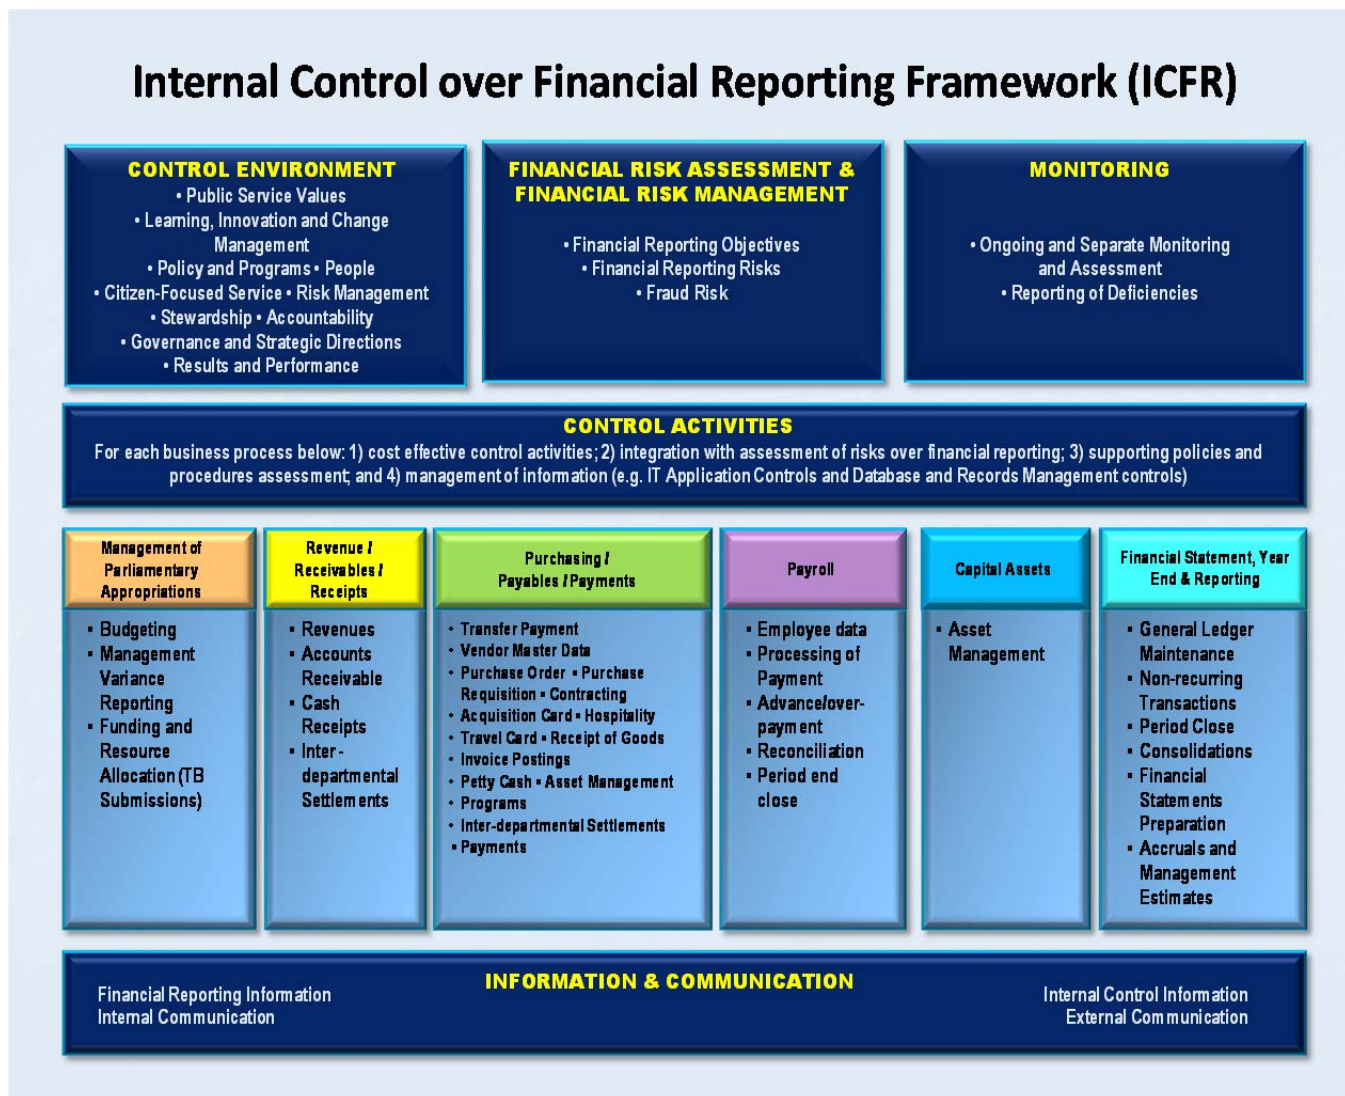 Internal Control over Financial Reporting Framework (ICFR)
CONTROL ENVIRONMENT
• Public Service Values
• Learning, Innovation and Change
Management
• Policy and Programs • People
• Citizen-Focused Service • Risk Management
• Stewardship • Accountability
• Governance and Strategic Directions
• Results and Performance
FINANCIAL RISK ASSESSMENT &
FINANCIAL RISK MANAGEMENT
• Financial Reporting Objectives
• Financial Reporting Risks
• Fraud Risk
MONITORING
• Ongoing and Separate Monitoring
and Assessment
• Reporting of Deficiencies
CONTROL ACTIVITIES
For each business process below: 1) cost effective control activities; 2) integration with assessment of risks over financial reporting; 3) supporting policies and
procedures assessment; and 4) management of information (e.g. IT Application Controls and Database and Records Management controls)
Management of
Parliamentary
Appropriations
▪ Budgeting
▪ Management
Variance
Reporting
▪ Funding and
Resource
Allocation (TB
Submissions)
Revenue /
Receivables /
Receipts
▪ Revenues
▪ Accounts
Receivable
▪ Cash
Receipts
▪ Inter-
departmental
Settlements
Purchasing /
Payables / Payments
• Transfer Payment
• Vendor Master Data
• Purchase Order ▪ Purchase
Requisition ▪ Contracting
• Acquisition Card ▪ Hospitality
• Travel Card ▪ Receipt of Goods
• Invoice Postings
• Petty Cash ▪ Asset Management
• Programs
• Inter-departmental Settlements
▪ Payments
Payroll
▪ Employee data
▪ Processing of
Payment
▪ Advance/over-
payment
▪ Reconciliation
▪ Period end
close
Capital Assets
▪ Asset
Management
Financial Statement, Year
End & Reporting
▪ General Ledger
Maintenance
▪ Non-recurring
Transactions
▪ Period Close
▪ Consolidations
▪ Financial
Statements
Preparation
▪ Accruals and
Management
Estimates
INFORMATION & COMMUNICATION
Financial Reporting Information
Internal Communication
Internal Control Information
External Communication